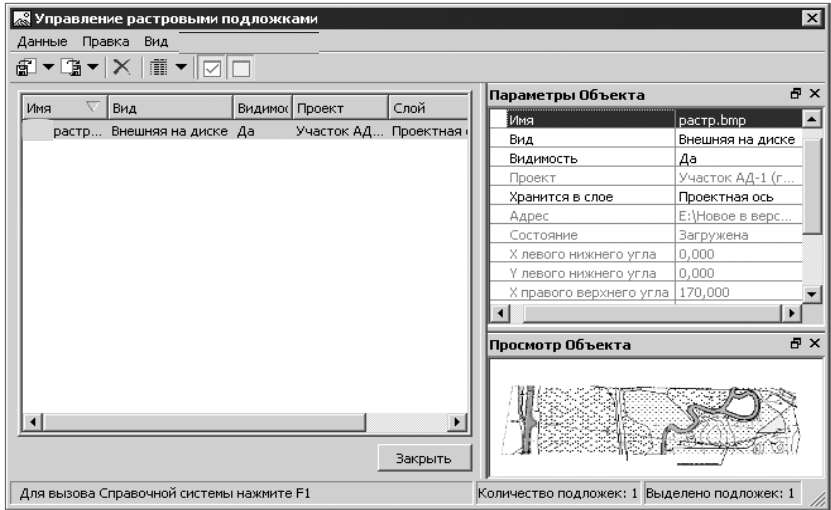 Управление растровыми подложками
Данные Правка Вид
Имя Вид Видимос Проект Слой
растр... Внешняя на диске Да Участок АД... Проектная
Закрыть
Параметры Объекта
Имя растр.bmp
Вид Внешняя на диске
Видимость Да
Проект Участок АД-1 (г...
Хранится в слое Проектная ось
Адрес E:\Новое в верс...
Состояние Загружена
X левого нижнего угла 0,000
Y левого нижнего угла 0,000
X правого верхнего угла 170,000
Просмотр Объекта
Для вызова Справочной системы нажмите F1 Количество подложек: 1 Выделено подложек: 1